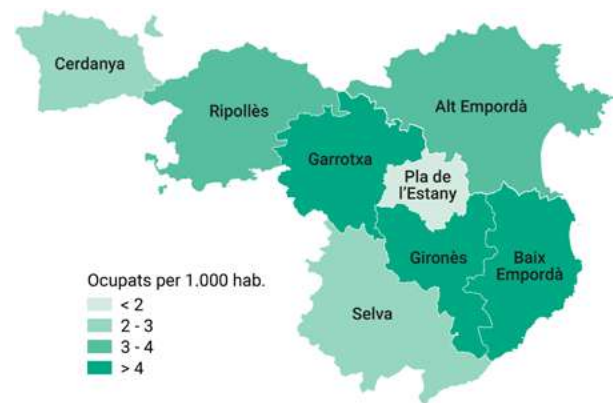 Cerdanya
Ripollès
Alt Empordà
Garrotxa
Pla de
l'Estany
Gironès
Baix
Empordà
Selva
Ocupats per 1.000 hab.
< 2
2 - 3
3 - 4
> 4